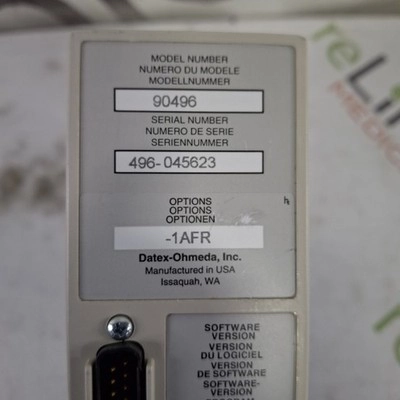 MODEL NUMBER
NUMERO DU MODELE
MODELLNUMMER
90496
SERIAL NUMBER
NUMERO DE SERIE
SERIENNUMMER
496-045623
OPTIONS
OPTIONS
OPTIONEN
-1AFR
Datex-Ohmeda, Inc.
Manufactured in USA
Issaquah, WA
SOFTWARE
VERSION
VERSION
DU LOGICIEL
VERSION
DE SOFTWARE
SOFTWARE-
VERSION